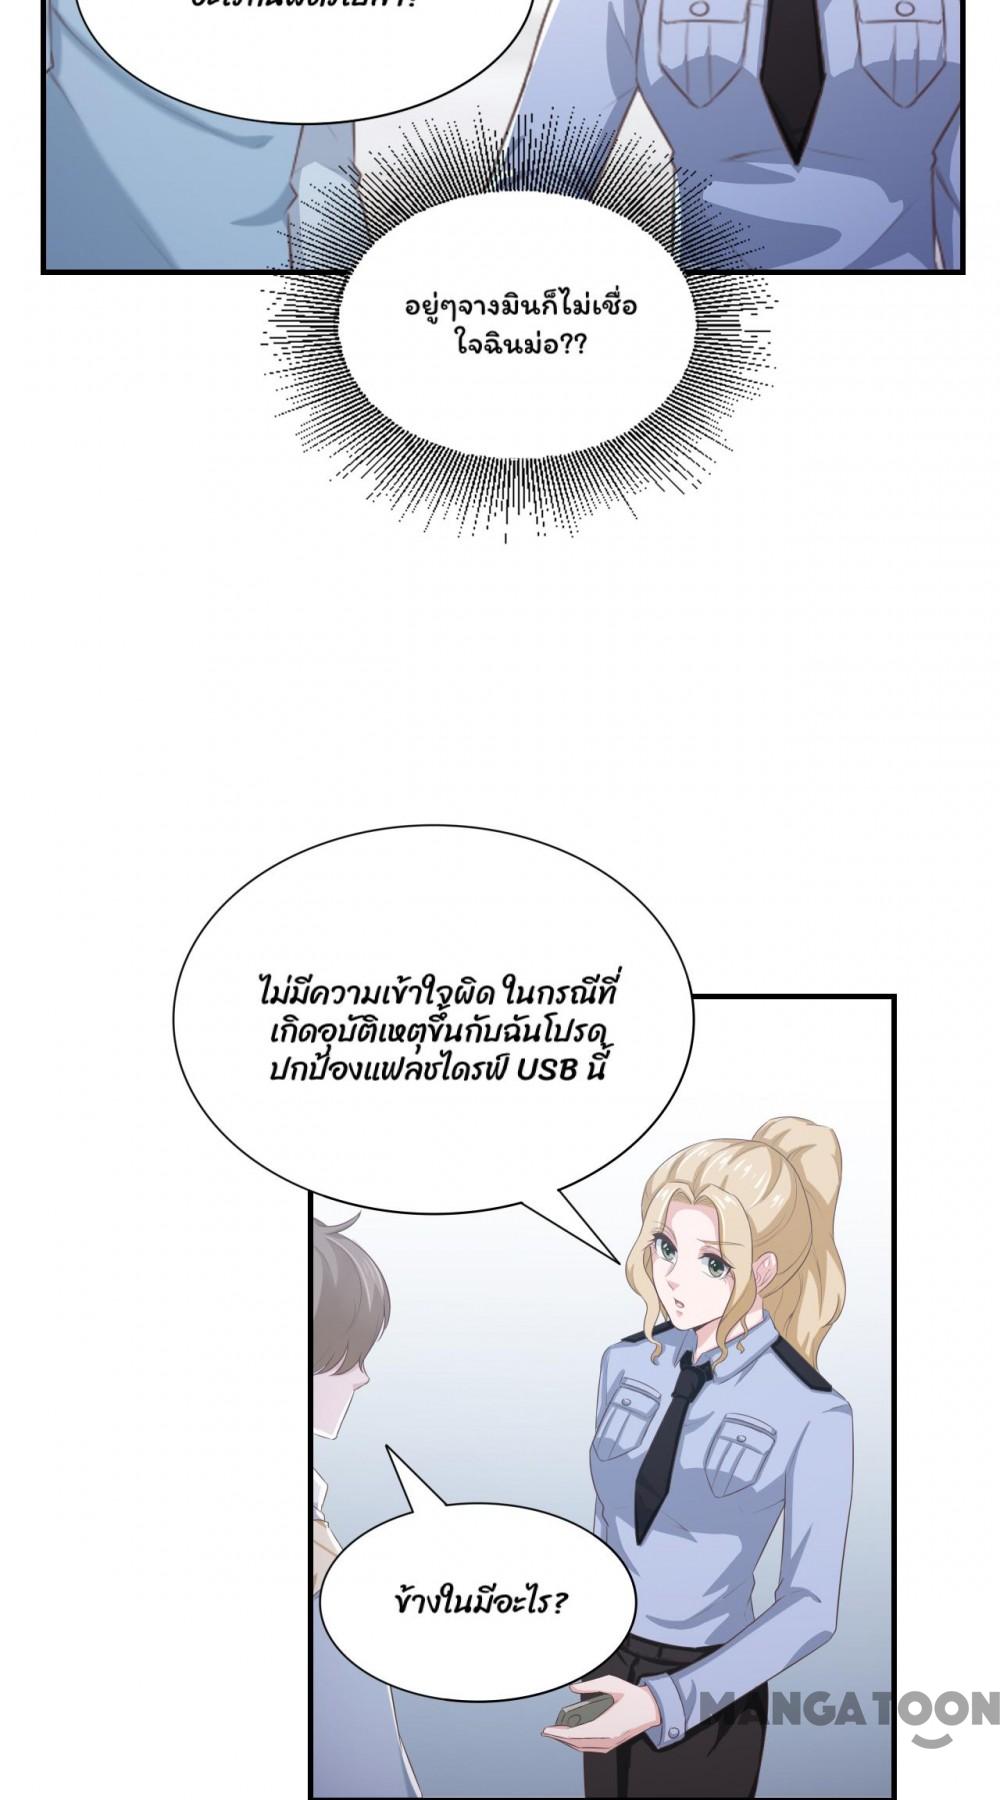 อยู่ๆจางมินก็ไม่เชื่อ
ใจฉินม่อ??
ไม่มีความเข้าใจผิด ในกรณีที่
เกิดอุบัติเหตุขึ้นกับฉันโปรด
ปกป้องแฟลชไดรฟ์ USB นี้
ข้างในมีอะไร?
MANGATOON